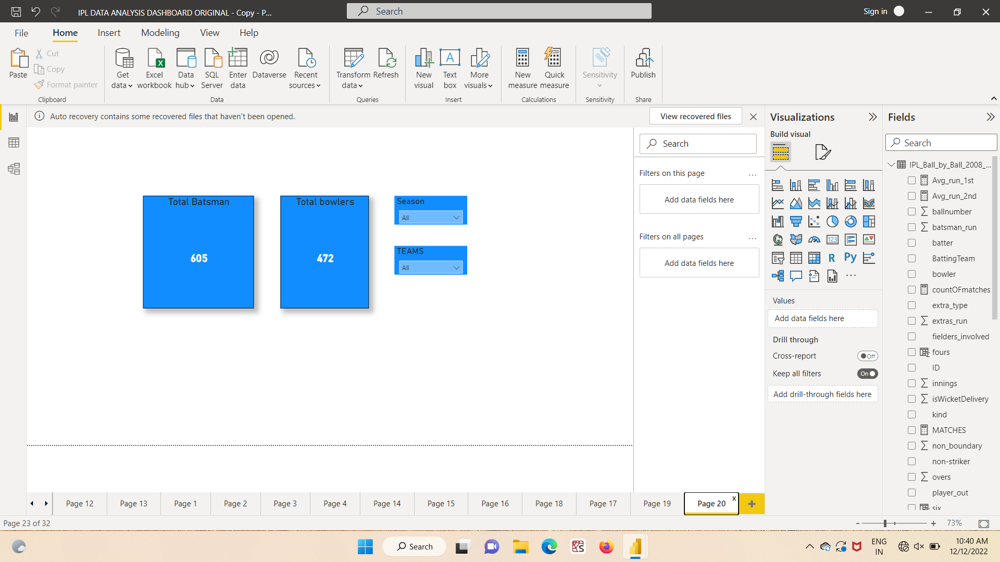 IPL DATA ANALYSIS DASHBOARD ORIGINAL - Copy - P...
Search
Sign in
File
Home
Insert
Modeling
View
Help
Paste
Cut
Copy
Format painter
Clipboard
Get data
Excel workbook
Data hub
SQL Server
Enter data
Dataverse
Recent sources
Data
Transform data
Refresh
Queries
New visual
Text box
More visuals
Insert
New measure
Quick measure
Calculations
Sensitivity
Sensitivity
Publish
Share
Auto recovery contains some recovered files that haven't been opened.
View recovered files
Total Batsman
605
Total bowlers
472
Season
All
TEAMS
All
Search
Filters on this page
...
Add data fields here
Filters on all pages
...
Add data fields here
Visualizations
Build visual
123
R
Py
...
Values
Add data fields here
Drill through
Cross-report
Off
Keep all filters
On
Add drill-through fields here
Fields
Search
IPL_Ball_by_Ball_2008_...
Avg_run_1st
Avg_run_2nd
ballnumber
batsman_run
batter
BattingTeam
bowler
countOFmatches
extra_type
extras_run
fielders_involved
fours
ID
innings
isWicketDelivery
kind
MATCHES
non_boundary
non-striker
overs
player_out
six
Page 12
Page 13
Page 1
Page 2
Page 3
Page 4
Page 14
Page 15
Page 16
Page 18
Page 17
Page 19
Page 20
x
+
Page 23 of 32
- + 73%
Search
ENG
IN
10:40 AM
12/12/2022